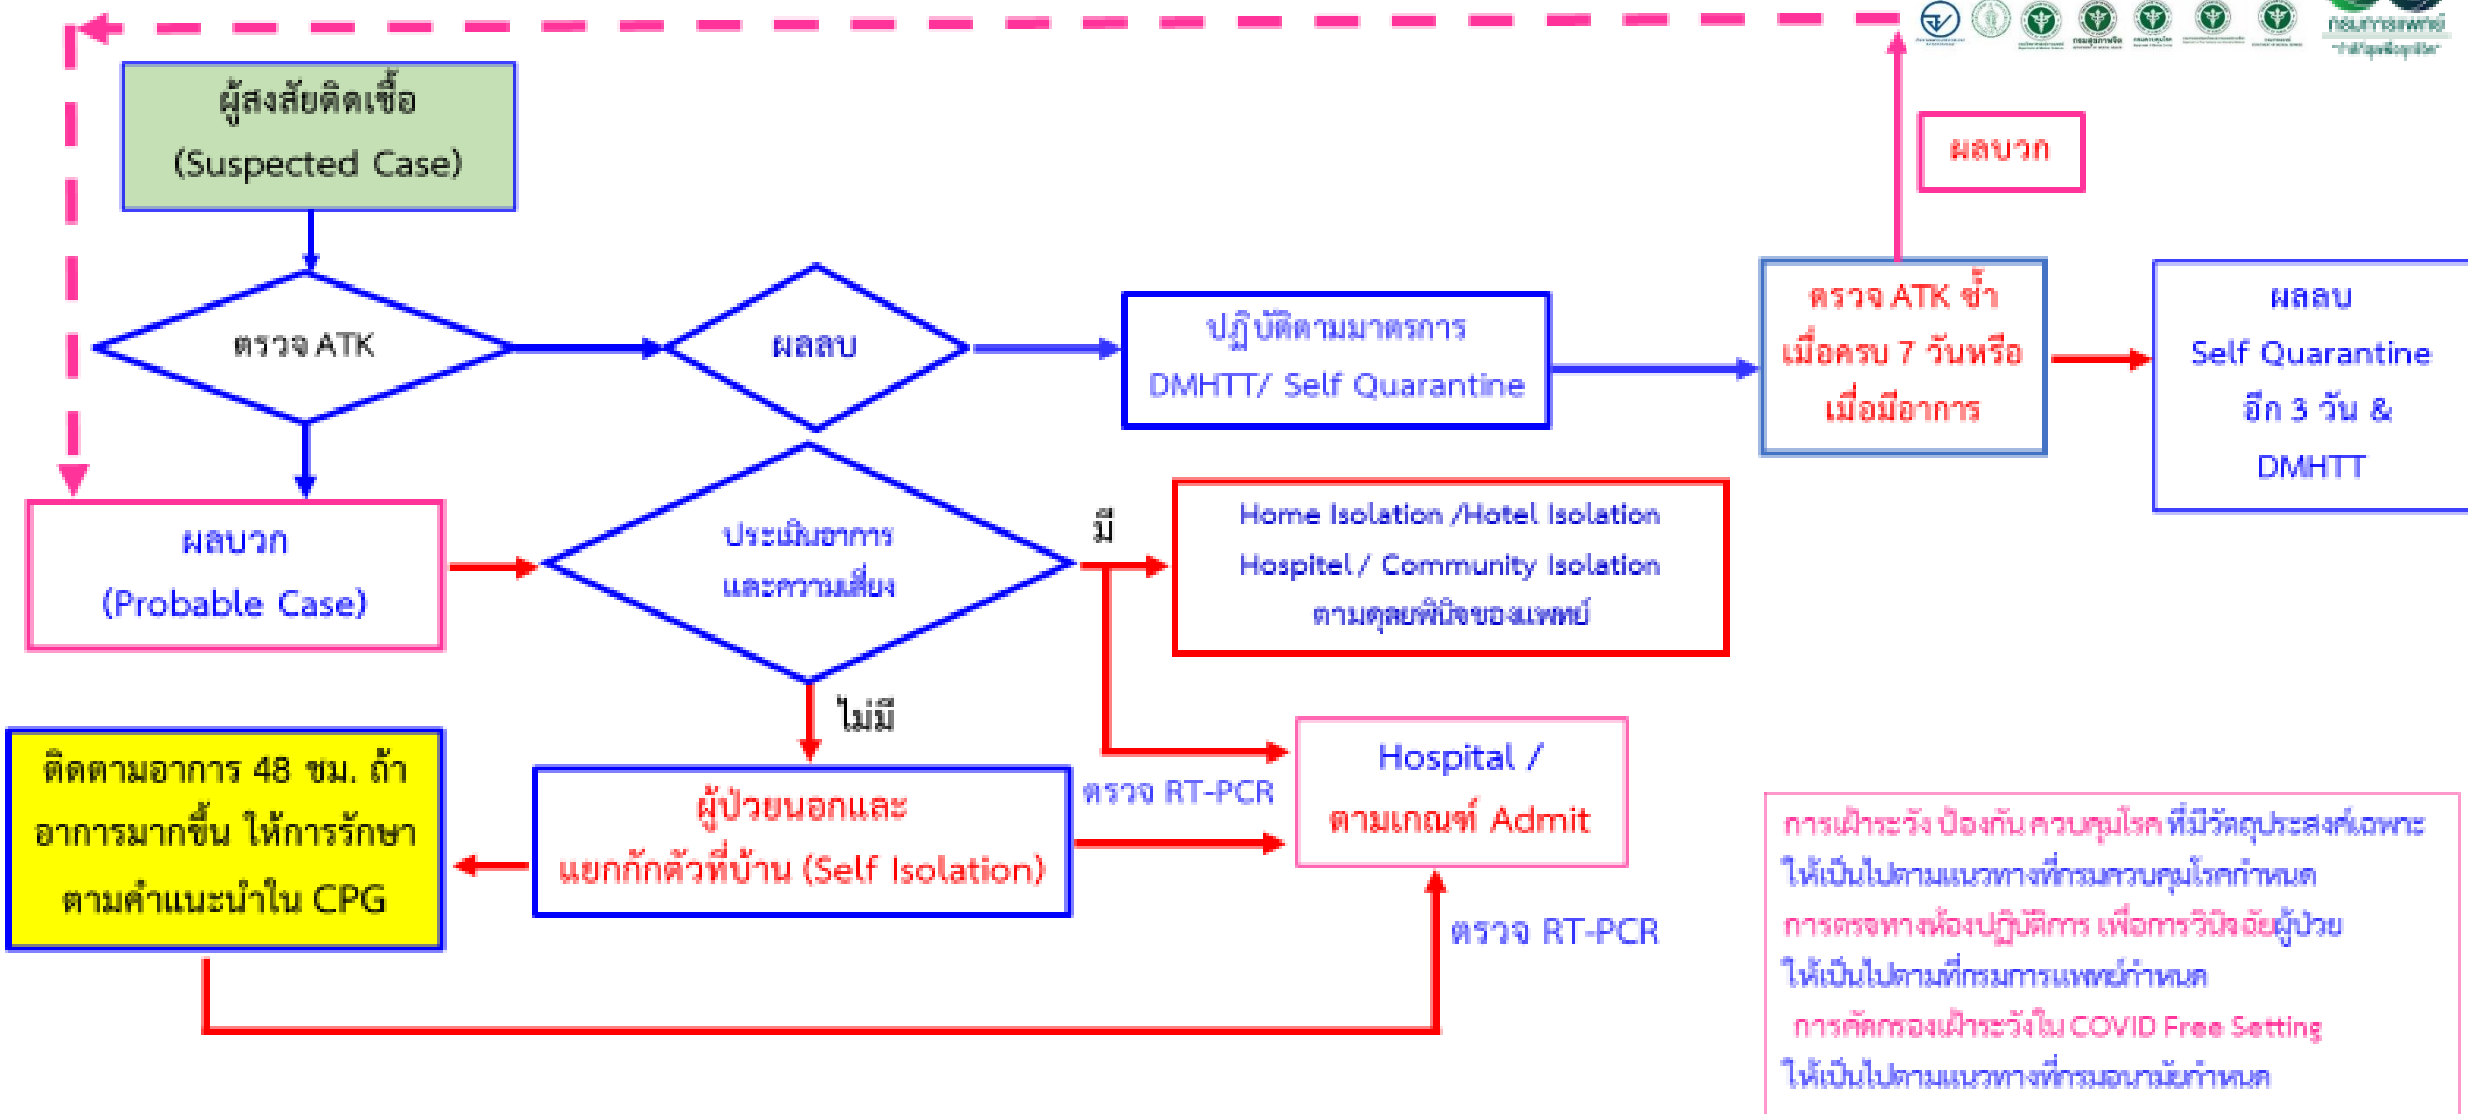 กรมการแพทย์
ผู้สงสัยติดเชื้อ
(Suspected Case)
ผลบวก
ตรวจ ATK
ผลลบ
ปฏิบัติตามมาตรการ
DMHTT/ Self Quarantine
ตรวจ ATK ซ้ำ
เมื่อครบ 7 วันหรือ
เมื่อมีอาการ
ผลลบ
Self Quarantine
อีก 3 วัน &
DMHTT
ผลบวก
(Probable Case)
ประเมินอาการ
และความเสี่ยง
มี
Home Isolation /Hotel Isolation
Hospitel / Community Isolation
ตามดุลยพินิจของแพทย์
ไม่มี
ติดตามอาการ 48 ชม. ถ้า
อาการมากขึ้น ให้การรักษา
ตามคำแนะนำใน CPG
ผู้ป่วยนอกและ
แยกกักตัวที่บ้าน (Self Isolation)
ตรวจ RT-PCR
Hospital /
ตามเกณฑ์ Admit
ตรวจ RT-PCR
การเฝ้าระวัง ป้องกัน ควบคุมโรค ที่มีวัตถุประสงค์เฉพาะ
ให้เป็นไปตามแนวทางที่กรมควบคุมโรคกำหนด
การตรจทางห้องปฏิบัติการ เพื่อการวินิจฉัยผู้ป่วย
ให้เป็นไปตามที่กรมการแพทย์กำหนด
การคัดกรองเฝ้าระวังใน COVID Free Setting
ให้เป็นไปตามแนวทางที่กรมอนามัยกำหนด